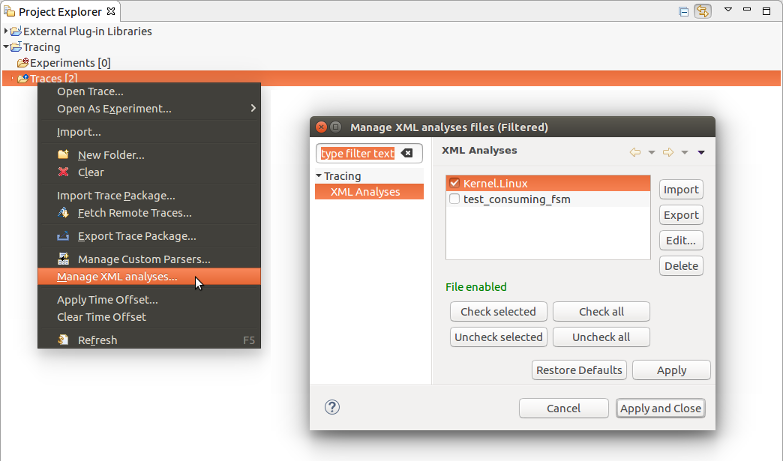 Project Explorer
External Plug-in Libraries
Tracing
Experiments [0]
Traces [2]
Open Trace...
Open As Experiment...
Import...
New Folder...
Clear
Import Trace Package...
Fetch Remote Traces...
Export Trace Package...
Manage Custom Parsers...
Manage XML analyses...
Apply Time Offset...
Clear Time Offset
Refresh F5
Manage XML analyses files (Filtered)
type filter text
Tracing
XML Analyses
XML Analyses
Kernel.Linux
test_consuming_fsm
Import
Export
Edit...
Delete
File enabled
Check selected
Check all
Uncheck selected
Uncheck all
Restore Defaults
Apply
Cancel
Apply and Close